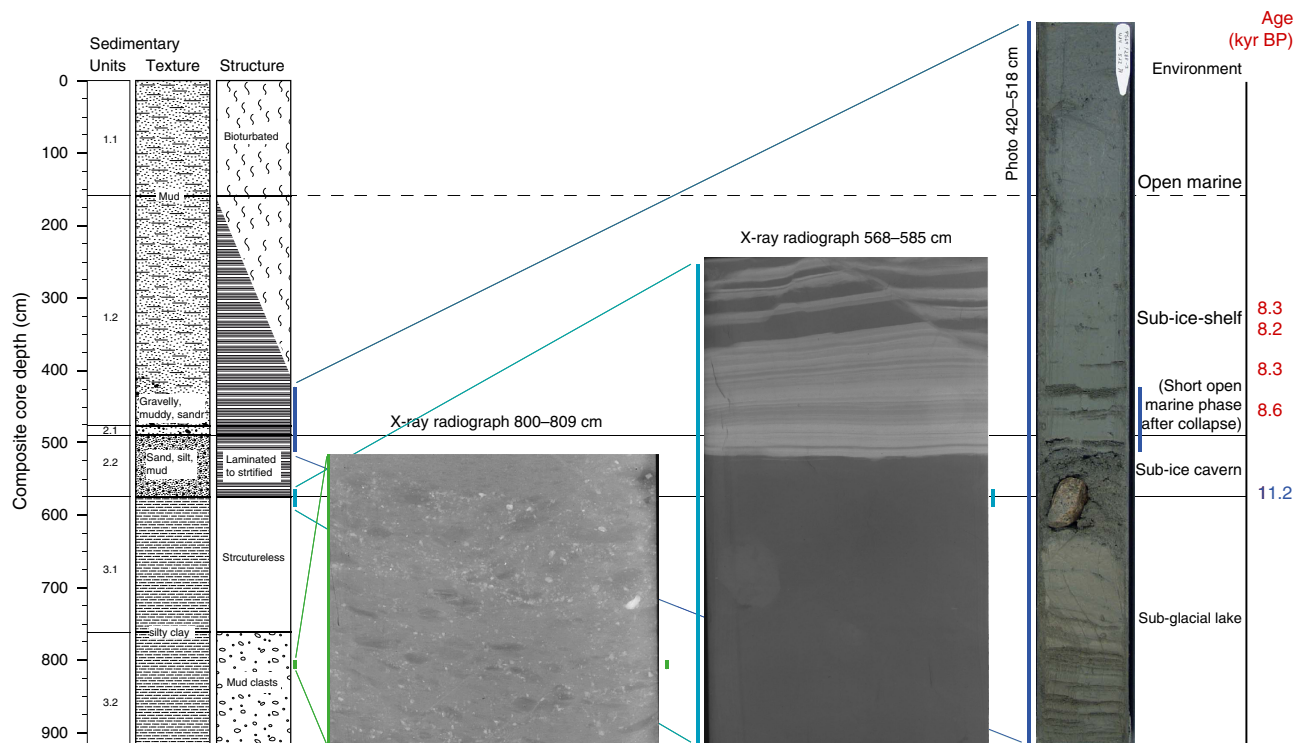 Sedimentary
Units
Texture
Structure
Age
(kyr BP)
Environment
Composite core depth (cm)
0
100
200
300
400
500
600
700
800
900
1.1
1.2
2.1
2.2
3.1
3.2
Mud
Gravelly,
muddy, sandr
Sand, silt,
mud
silty clay
Bioturbated
Laminated
to strtified
Strcutureless
Mud clasts
X-ray radiograph 800–809 cm
X-ray radiograph 568–585 cm
Photo 420–518 cm
Open marine
Sub-ice-shelf
(Short open
marine phase
after collapse)
Sub-ice cavern
Sub-glacial lake
8.3
8.2
8.3
8.6
11.2